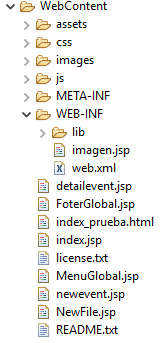 WebContent
assets
css
images
js
META-INF
WEB-INF
lib
imagen.jsp
web.xml
detailevent.jsp
FoterGlobal.jsp
index_prueba.html
index.jsp
license.txt
MenuGlobal.jsp
newevent.jsp
NewFile.jsp
README.txt